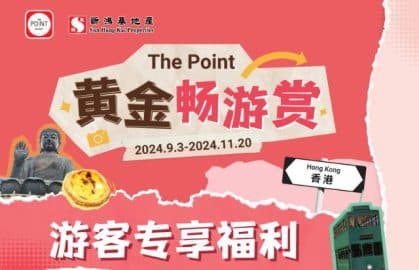 THE POINT
新鴻基地產
Sun Hung Kai Properties
The Point
黄金畅游赏
2024.9.3-2024.11.20
Hong Kong
香港
游客专享福利